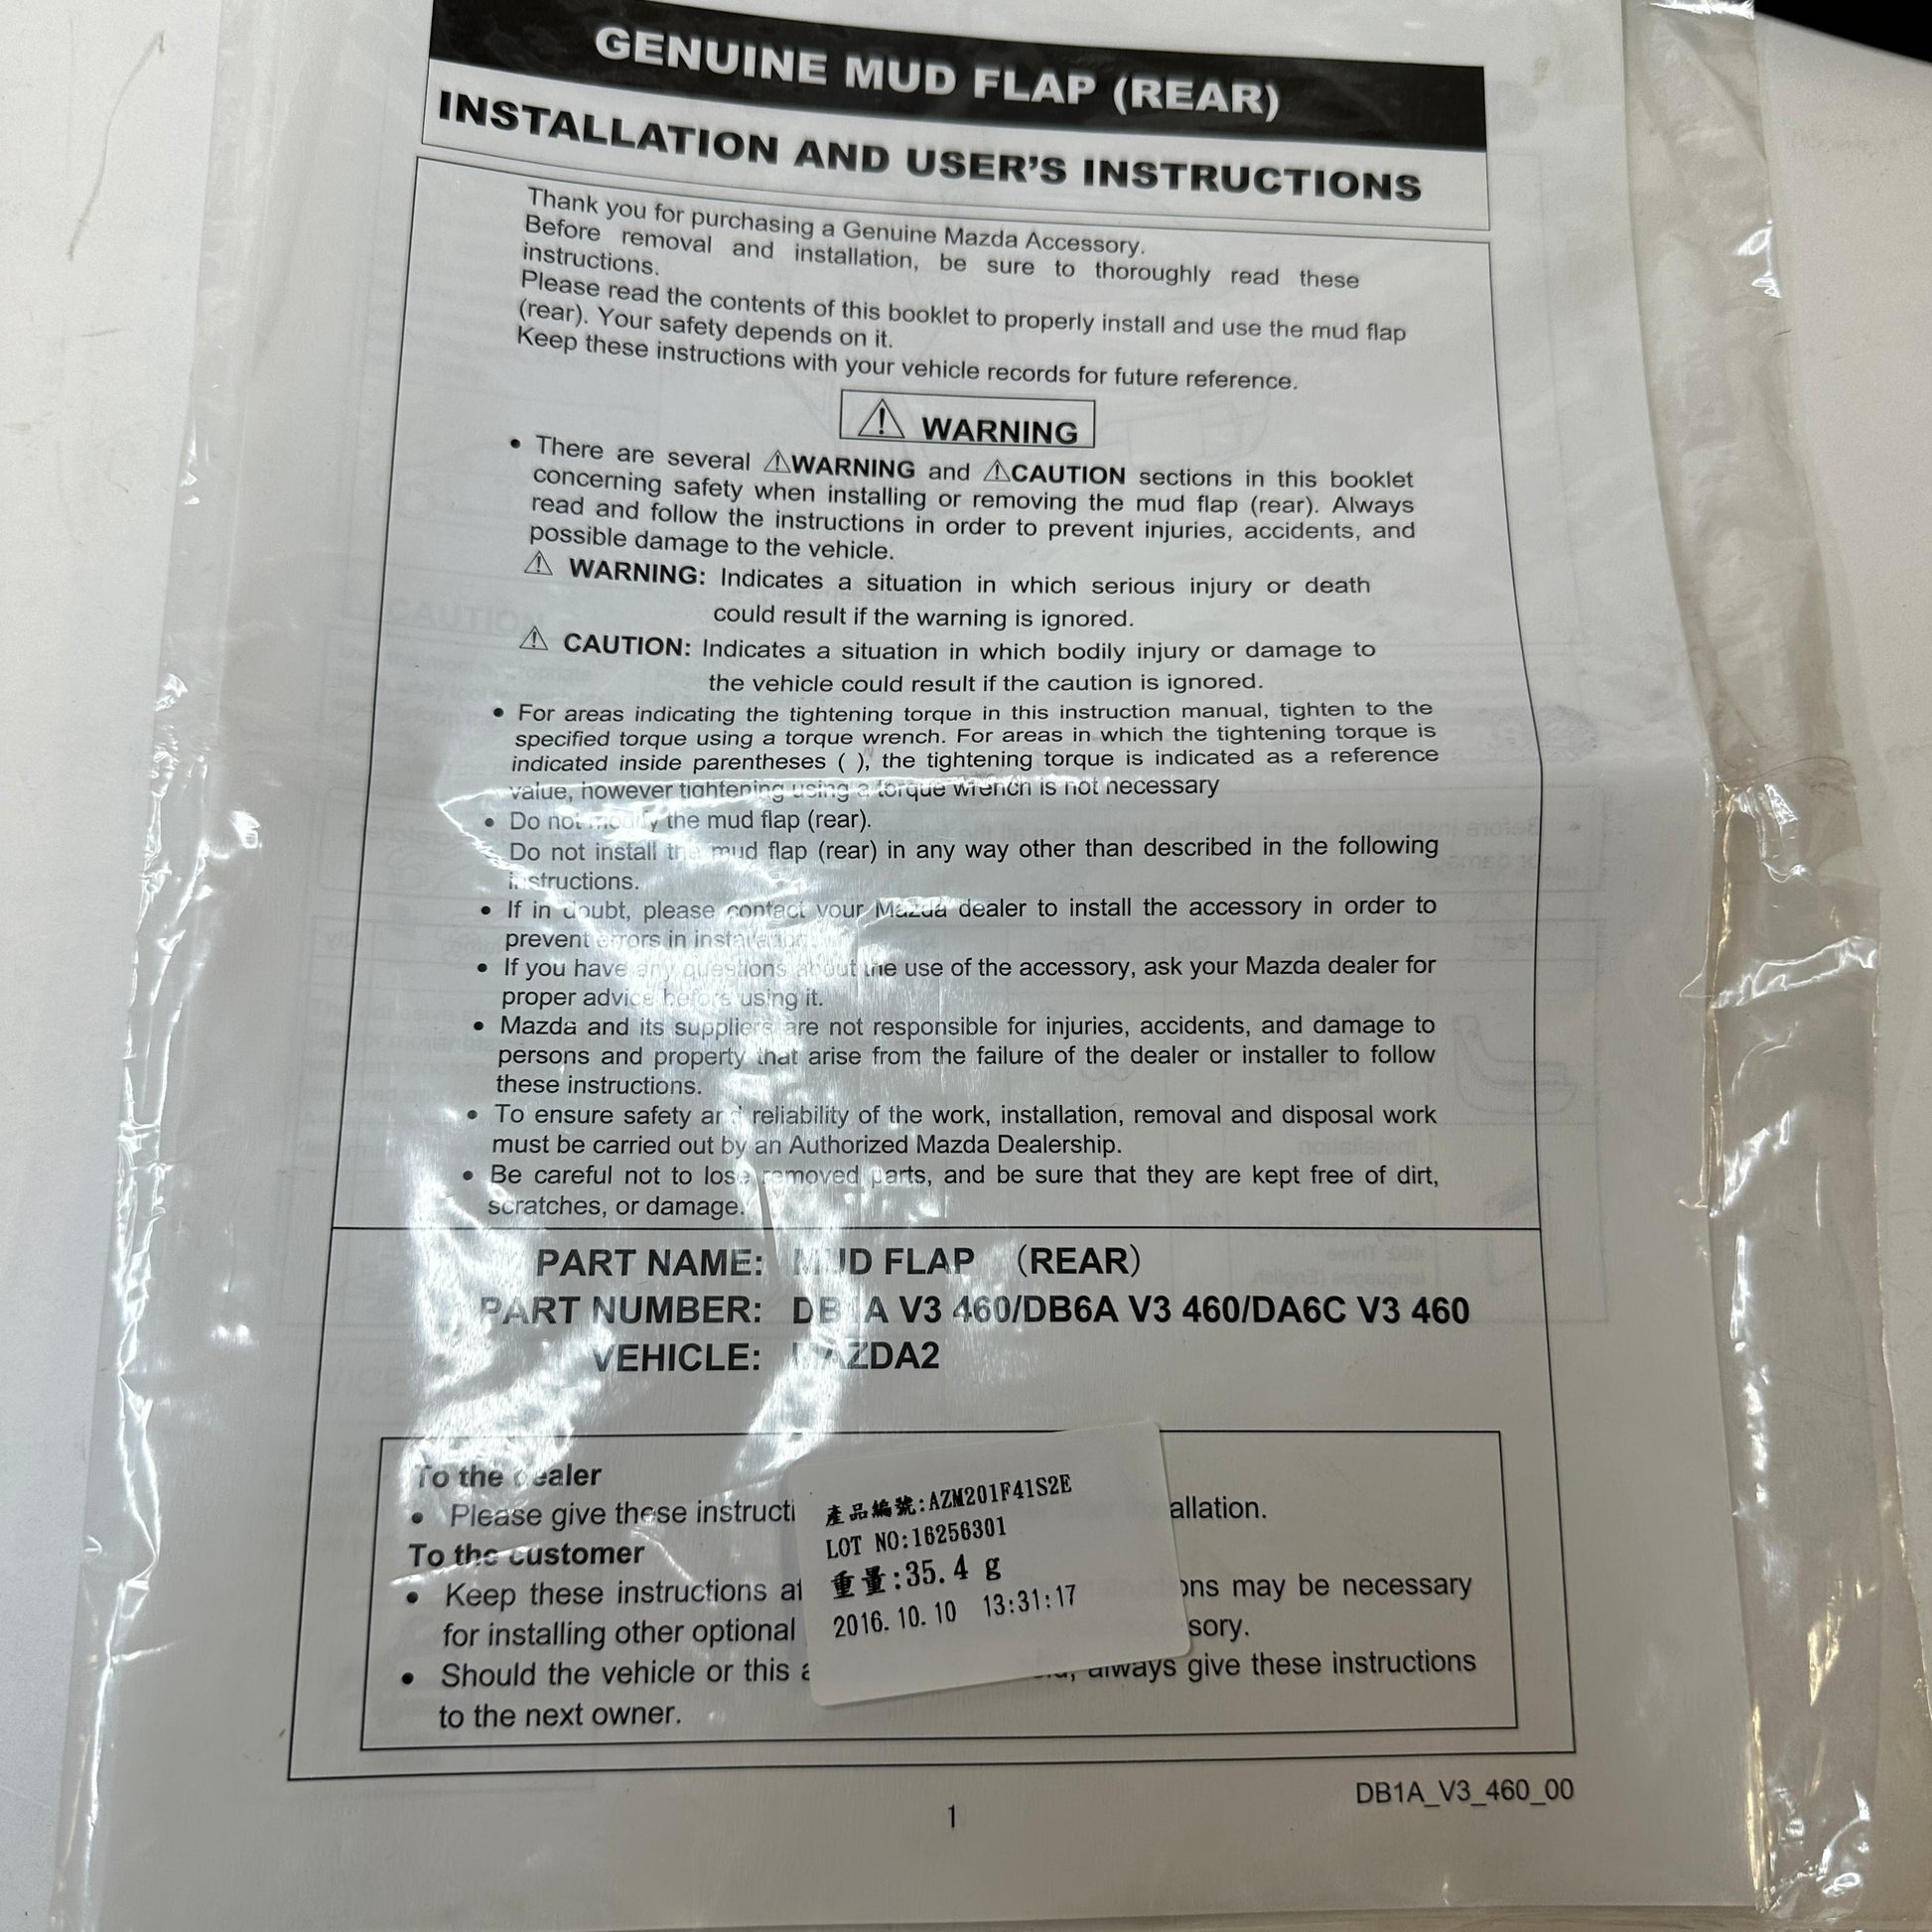 GENUINE MUD FLAP (REAR)
INSTALLATION AND USER'S INSTRUCTIONS
Thank you for purchasing a Genuine Mazda Accessory.
Before removal and installation, be sure to thoroughly read these
instructions.
Please read the contents of this booklet to properly install and use the mud flap
(rear). Your safety depends on it.
Keep these instructions with your vehicle records for future reference.
⚠ WARNING
• There are several ⚠WARNING and ⚠CAUTION sections in this booklet
concerning safety when installing or removing the mud flap (rear). Always
read and follow the instructions in order to prevent injuries, accidents, and
possible damage to the vehicle.
⚠ WARNING: Indicates a situation in which serious injury or death
could result if the warning is ignored.
⚠ CAUTION: Indicates a situation in which bodily injury or damage to
the vehicle could result if the caution is ignored.
• For areas indicating the tightening torque in this instruction manual, tighten to the
specified torque using a torque wrench. For areas in which the tightening torque is
indicated inside parentheses ( ), the tightening torque is indicated as a reference
value, however tightening using a torque wrench is not necessary
• Do not modify the mud flap (rear).
• Do not install the mud flap (rear) in any way other than described in the following
instructions.
• If in doubt, please contact your Mazda dealer to install the accessory in order to
prevent errors in installation.
• If you have any questions about the use of the accessory, ask your Mazda dealer for
proper advice before using it.
• Mazda and its suppliers are not responsible for injuries, accidents, and damage to
persons and property that arise from the failure of the dealer or installer to follow
these instructions.
• To ensure safety and reliability of the work, installation, removal and disposal work
must be carried out by an Authorized Mazda Dealership.
• Be careful not to lose removed parts, and be sure that they are kept free of dirt,
scratches, or damage.
PART NAME: MUD FLAP (REAR)
PART NUMBER: DB1A V3 460/DB6A V3 460/DA6C V3 460
VEHICLE: MAZDA2
To the dealer
• Please give these instructi allation.
To the customer
• Keep these instructions ons may be necessary
for installing other optional sory.
• Should the vehicle or this always give these instructions
to the next owner.
產品編號:AZM201F41S2E
LOT NO:16256301
重量:35.4 g
2016.10.10 13:31:17
DB1A_V3_460_00
1